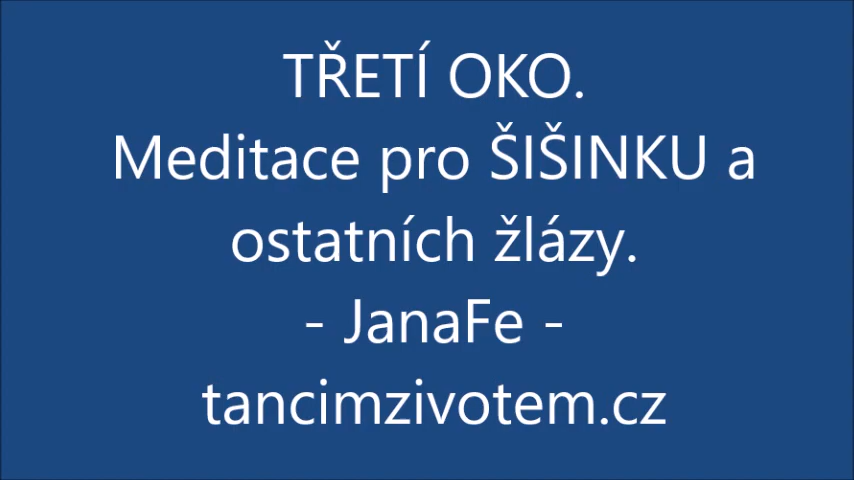 TŘETÍ OKO.
Meditace pro ŠIŠINKU a
ostatních žlázy.
- JanaFe -
tancimzivotem.cz